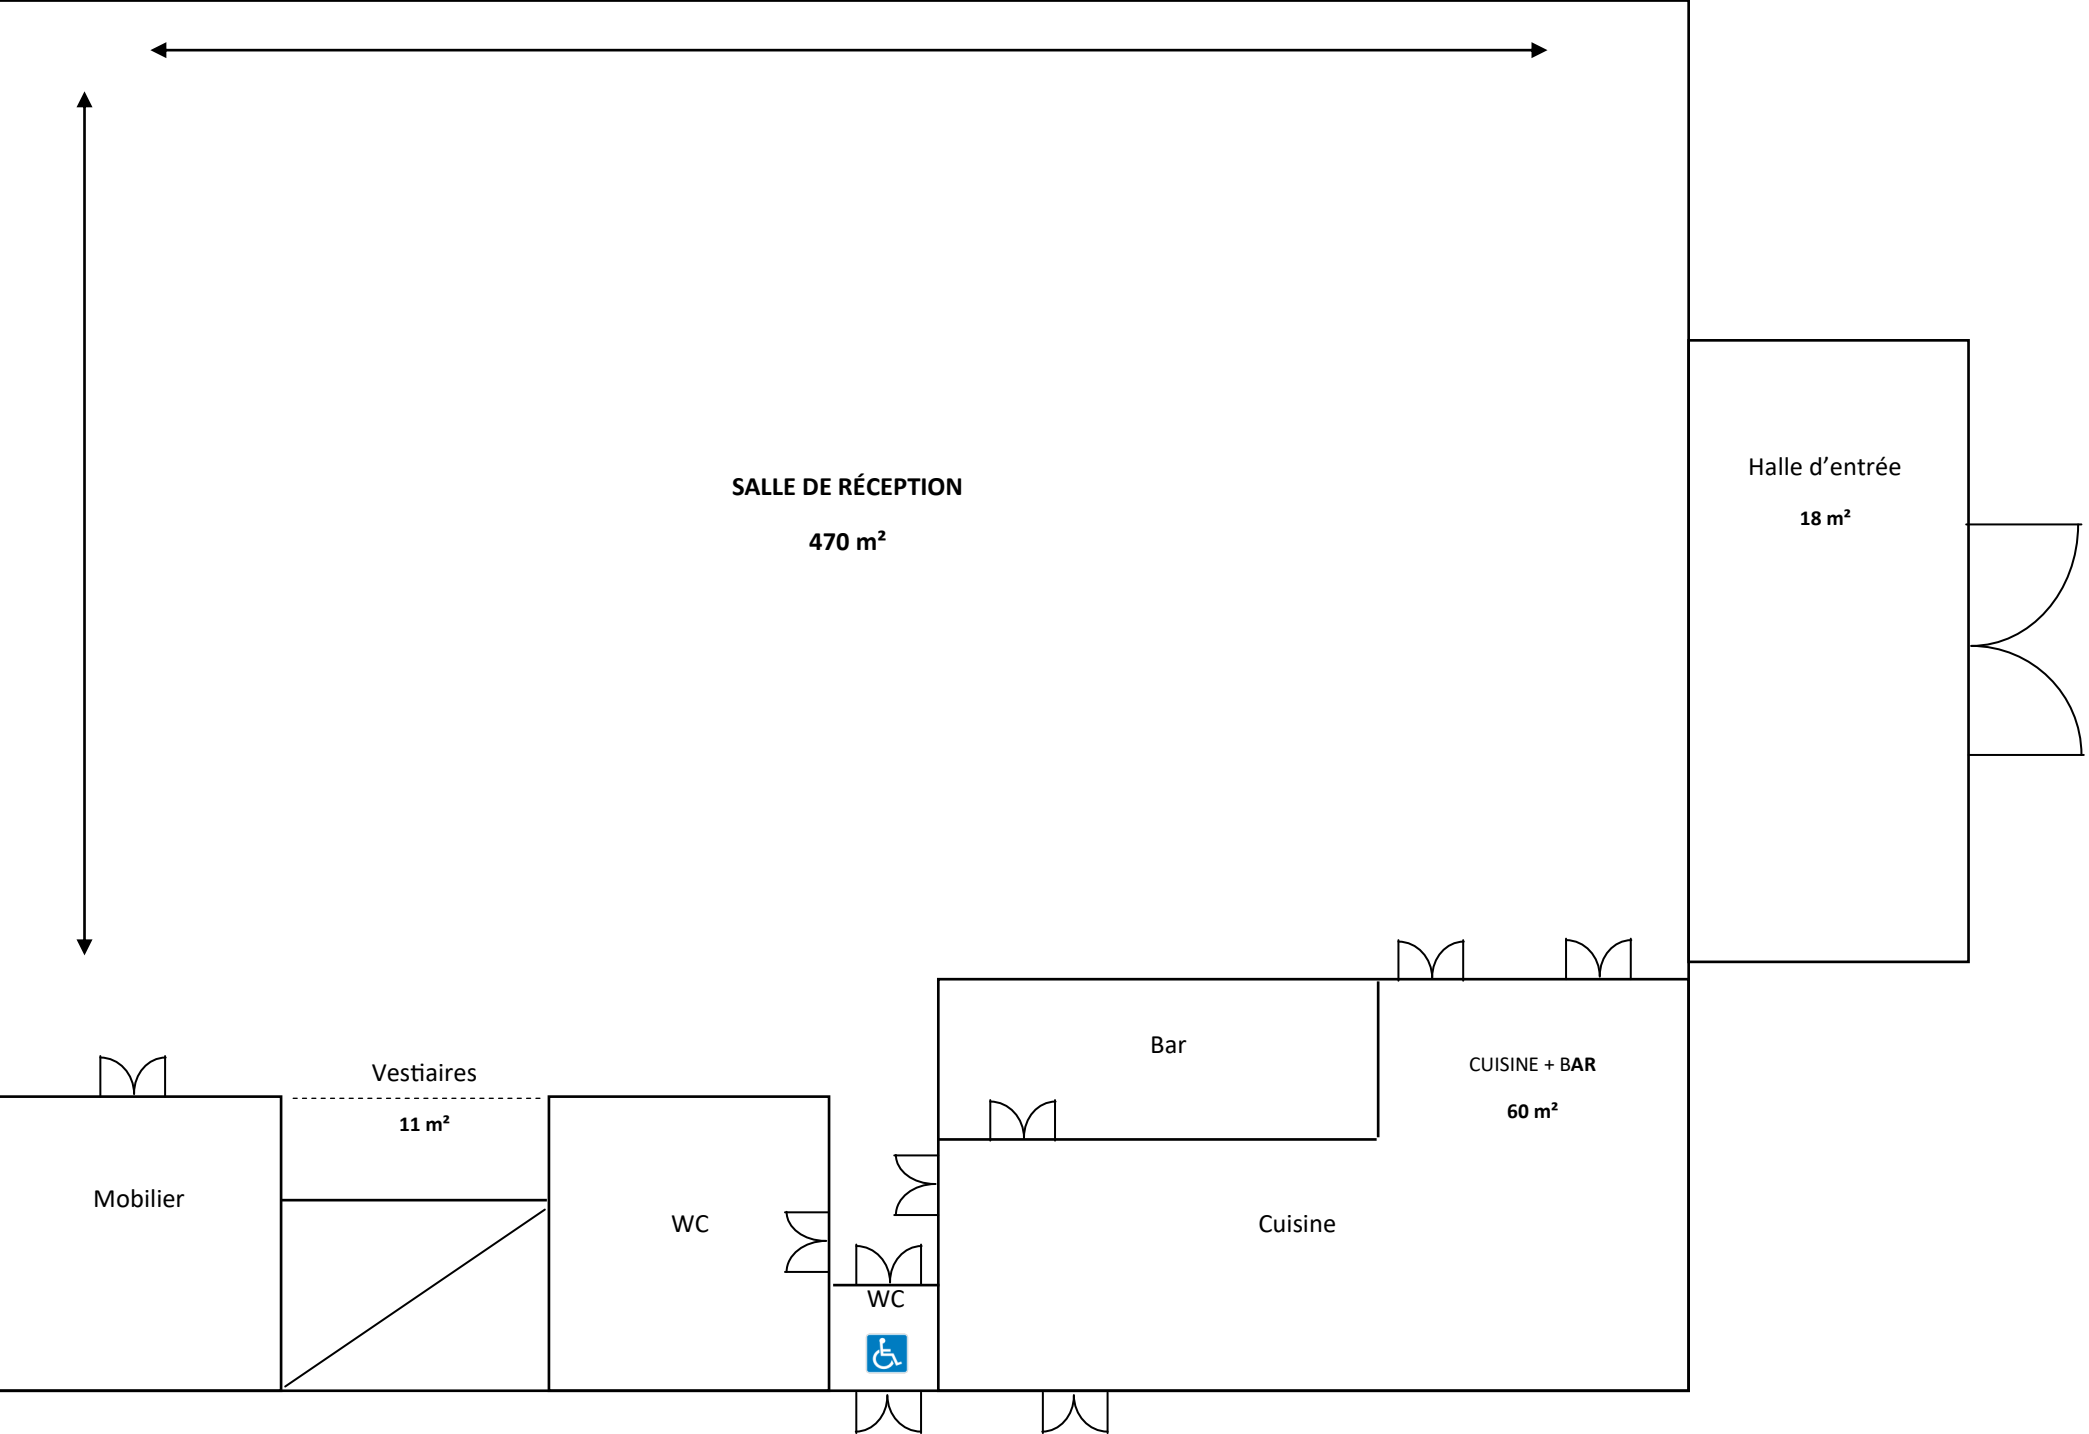 SALLE DE RÉCEPTION
470 m²
Halle d’entrée
18 m²
Vestiaires
11 m²
Bar
CUISINE + BAR
60 m²
Mobilier
WC
Cuisine
WC